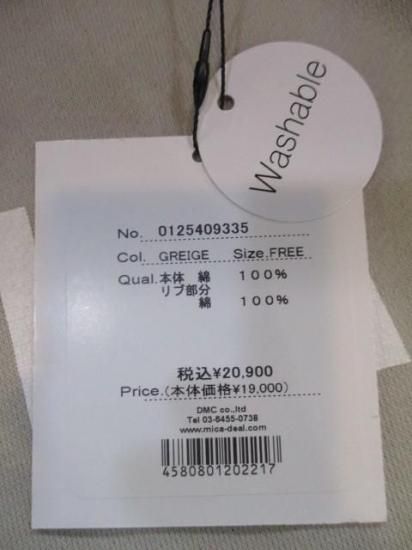 Washable
No. 0125409335
Col. GREIGE Size.FREE
Qual.本体 綿 100%
リブ部分
綿 100%
税込¥20,900
Price.(本体価格¥19,000)
DMC co.,ltd
Tel 03-6455-0738
www.mica-deal.com
4580801202217